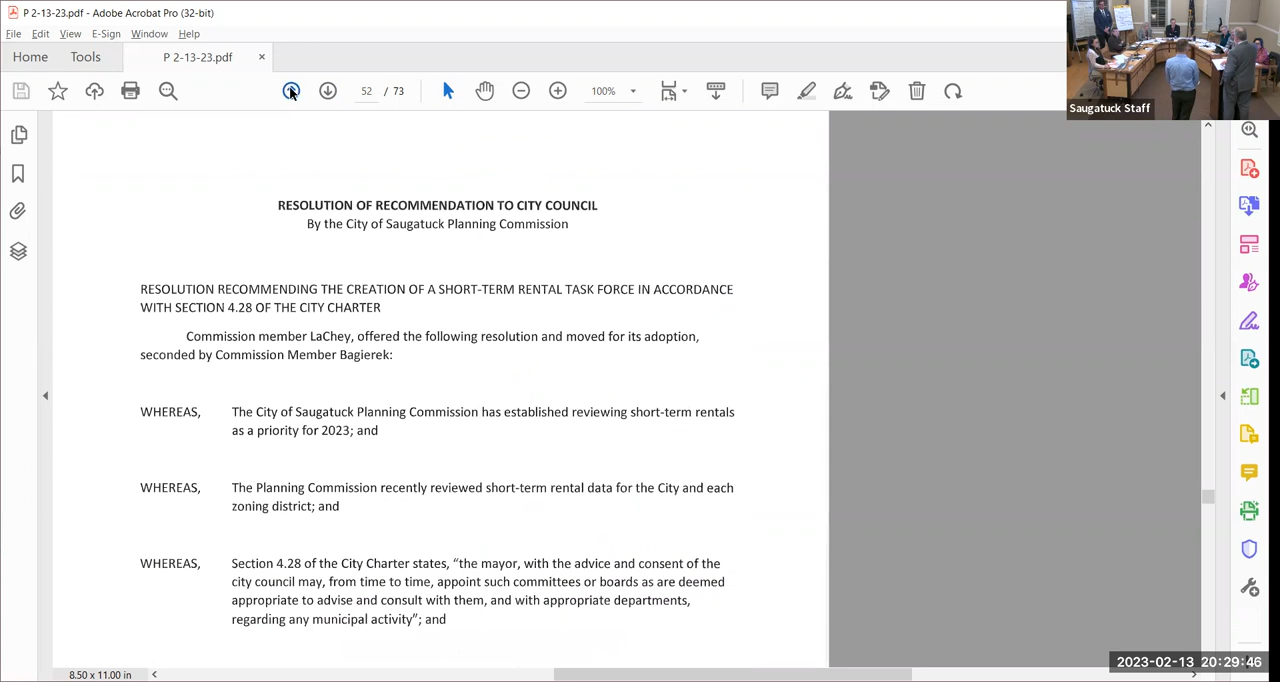 P 2-13-23.pdf - Adobe Acrobat Pro (32-bit)
File Edit View E-Sign Window Help
Home Tools P 2-13-23.pdf ×
52 / 73 100%
Saugatuck Staff
RESOLUTION OF RECOMMENDATION TO CITY COUNCIL
By the City of Saugatuck Planning Commission
RESOLUTION RECOMMENDING THE CREATION OF A SHORT-TERM RENTAL TASK FORCE IN ACCORDANCE
WITH SECTION 4.28 OF THE CITY CHARTER
Commission member LaChey, offered the following resolution and moved for its adoption,
seconded by Commission Member Bagierek:
WHEREAS, The City of Saugatuck Planning Commission has established reviewing short-term rentals
as a priority for 2023; and
WHEREAS, The Planning Commission recently reviewed short-term rental data for the City and each
zoning district; and
WHEREAS, Section 4.28 of the City Charter states, “the mayor, with the advice and consent of the
city council may, from time to time, appoint such committees or boards as are deemed
appropriate to advise and consult with them, and with appropriate departments,
regarding any municipal activity”; and
8.50 x 11.00 in
2023-02-13 20:29:46